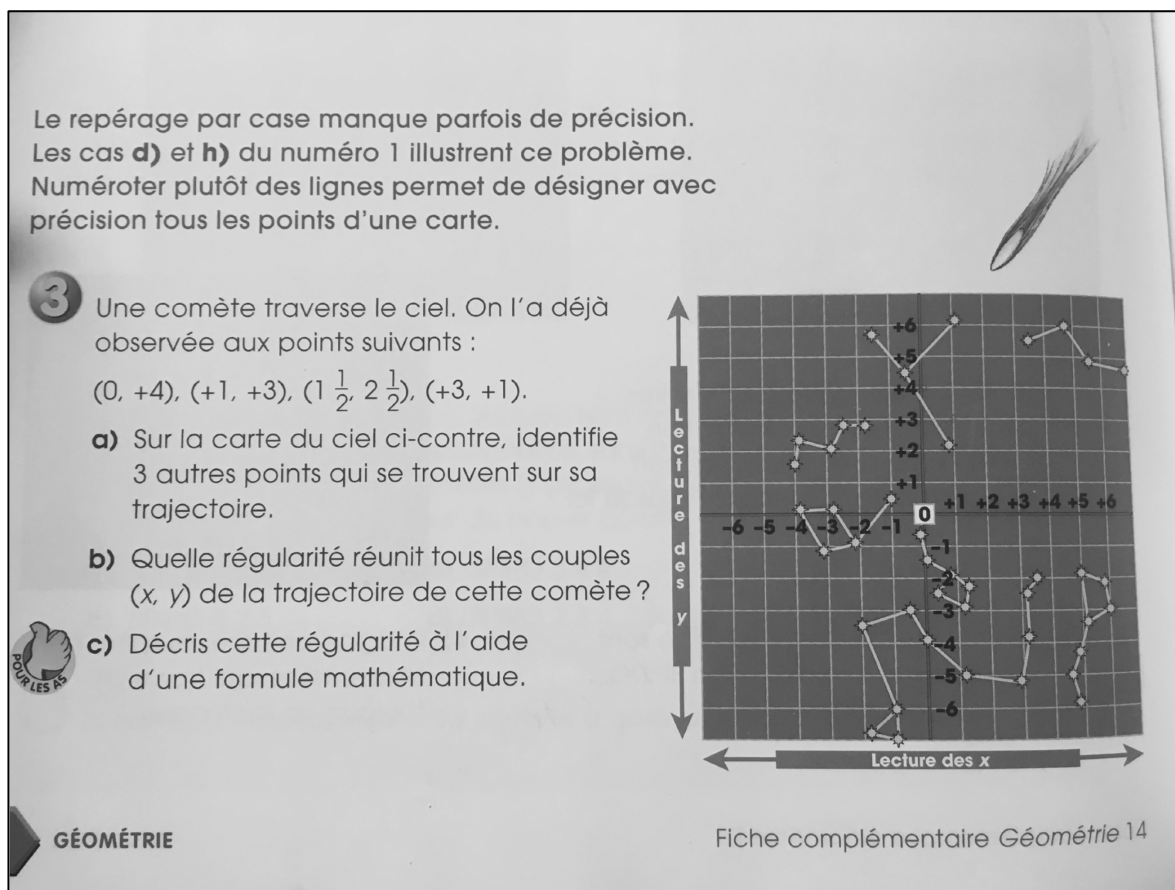 Le repérage par case manque parfois de précision.
Les cas d) et h) du numéro 1 illustrent ce problème.
Numéroter plutôt des lignes permet de désigner avec
précision tous les points d'une carte.
3
Une comète traverse le ciel. On l'a déjà
observée aux points suivants :
(0, +4), (+1, +3), (1 1/2, 2 1/2), (+3, +1).
a) Sur la carte du ciel ci-contre, identifie
3 autres points qui se trouvent sur sa
trajectoire.
b) Quelle régularité réunit tous les couples
(x, y) de la trajectoire de cette comète ?
POUR LES AS
c) Décris cette régularité à l'aide
d'une formule mathématique.
Lecture des y
+6
+5
+4
+3
+2
+1
0
+1 +2 +3 +4 +5 +6
-6 -5 -4 -3 -2 -1
-1
-2
-3
-4
-5
-6
Lecture des x
GÉOMÉTRIE
Fiche complémentaire Géométrie 14